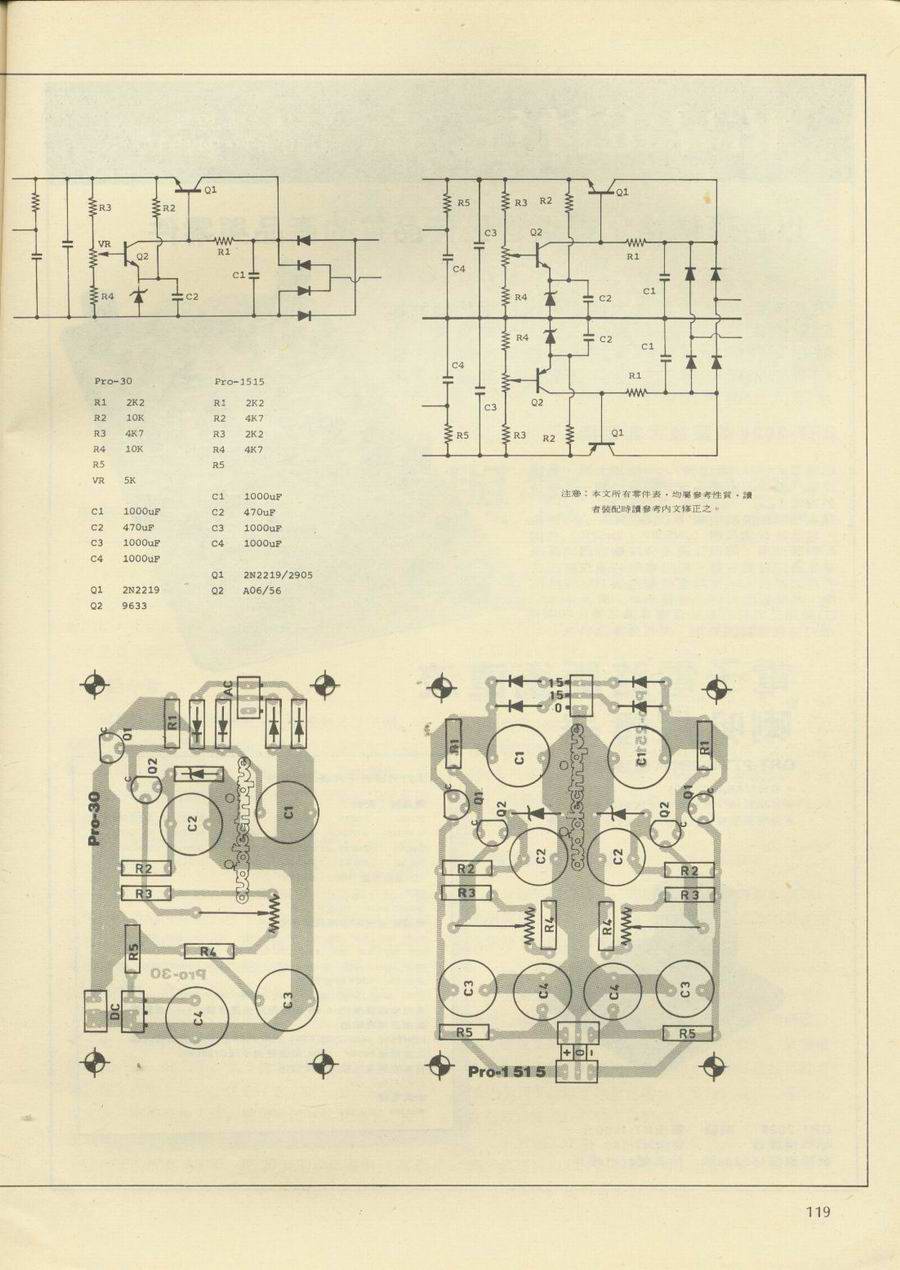 Q1
R3
R2
VR
Q2
R1
C1
R4
C2
R5
R3
R2
Q1
C3
Q2
R1
C4
R4
C2
C1
R4
C2
C1
C4
R1
Q2
C3
R5
R3
R2
Q1
Pro-30
R1 2K2
R2 10K
R3 4K7
R4 10K
R5
VR 5K
C1 1000uF
C2 470uF
C3 1000uF
C4 1000uF
Q1 2N2219
Q2 9633
Pro-1515
R1 2K2
R2 4K7
R3 2K2
R4 4K7
R5
C1 1000uF
C2 470uF
C3 1000uF
C4 1000uF
Q1 2N2219/2905
Q2 A06/56
注意：本文所有零件表，均屬參考性質，讀
者裝配時請參考內文修正之。
AC
R1
C
Q1
Q2
C
C2
C1
Pro-30
audiotechnique
R2
R3
R5
R4
Pro-30
DC
C4
C3
15
15
0
R1
C1
C1
R1
audiotechnique
Q1
C
Q2
C
Q2
C
Q1
C
C2
C2
R2
R2
R3
R3
R4
R4
C3
C4
C4
C3
R5
R5
+ 0 -
Pro-1515
119